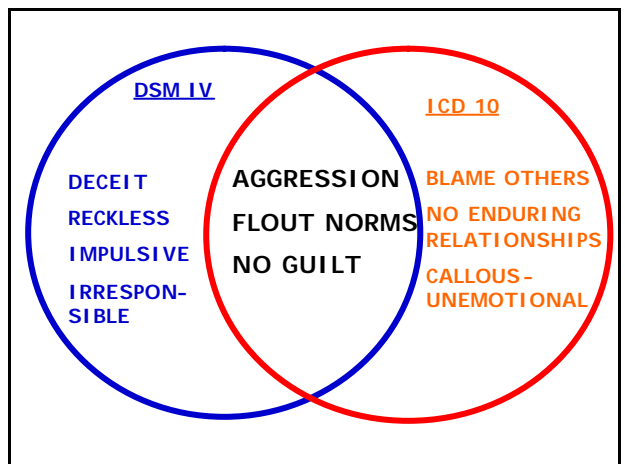 DSM IV
DECEIT
RECKLESS
IMPULSIVE
IRRESPON-
SIBLE
AGGRESSION
FLOUT NORMS
NO GUILT
ICD 10
BLAME OTHERS
NO ENDURING
RELATIONSHIPS
CALLOUS-
UNEMOTIONAL